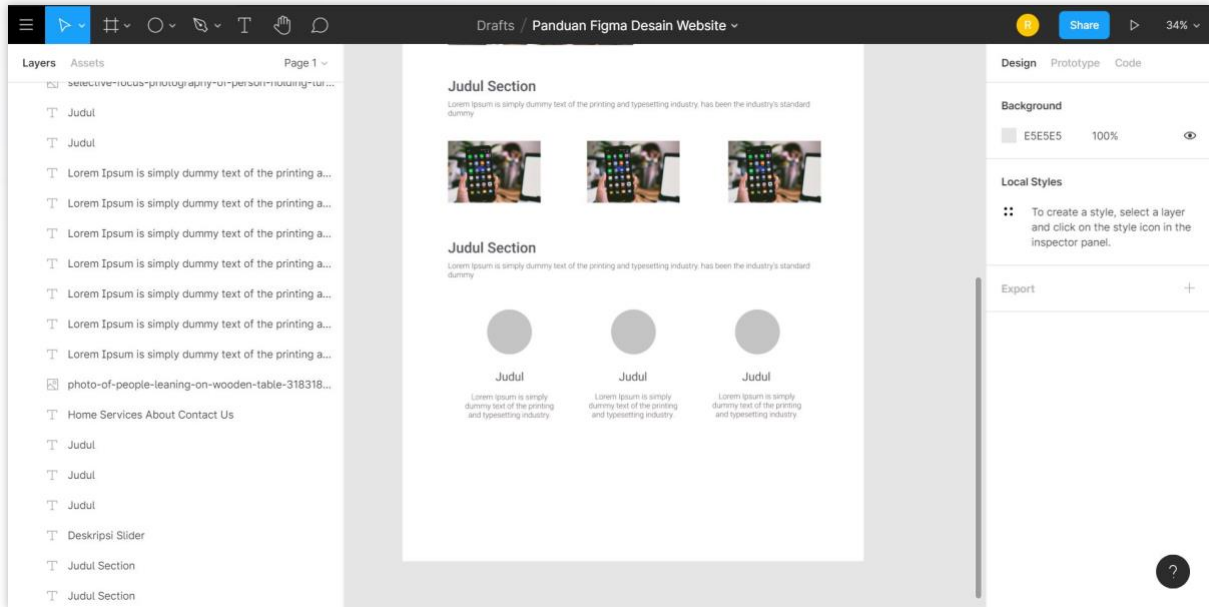 Drafts / Panduan Figma Desain Website
R
Share
34%
Layers Assets Page 1
selective-focus-photography-of-person-holding-tur...
Judul
Judul
Lorem Ipsum is simply dummy text of the printing a...
Lorem Ipsum is simply dummy text of the printing a...
Lorem Ipsum is simply dummy text of the printing a...
Lorem Ipsum is simply dummy text of the printing a...
Lorem Ipsum is simply dummy text of the printing a...
Lorem Ipsum is simply dummy text of the printing a...
Lorem Ipsum is simply dummy text of the printing a...
photo-of-people-leaning-on-wooden-table-318318...
Home Services About Contact Us
Judul
Judul
Judul
Deskripsi Slider
Judul Section
Judul Section
Judul Section
Lorem Ipsum is simply dummy text of the printing and typesetting industry. has been the industry's standard
dummy
Judul Section
Lorem Ipsum is simply dummy text of the printing and typesetting industry. has been the industry's standard
dummy
Judul
Lorem Ipsum is simply
dummy text of the printing
and typesetting industry.
Judul
Lorem Ipsum is simply
dummy text of the printing
and typesetting industry.
Judul
Lorem Ipsum is simply
dummy text of the printing
and typesetting industry.
Design Prototype Code
Background
E5E5E5 100%
Local Styles
To create a style, select a layer
and click on the style icon in the
inspector panel.
Export
?